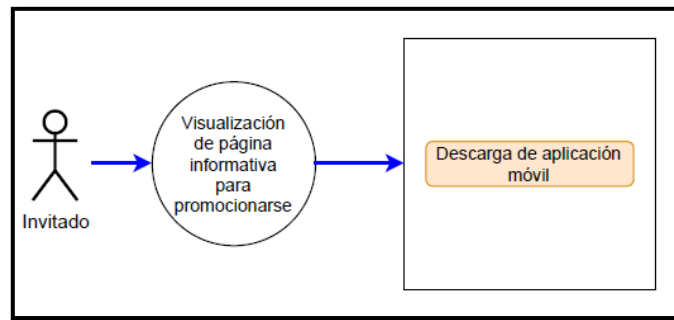 Invitado
Visualización
de página
informativa
para
promocionarse
Descarga de aplicación
móvil